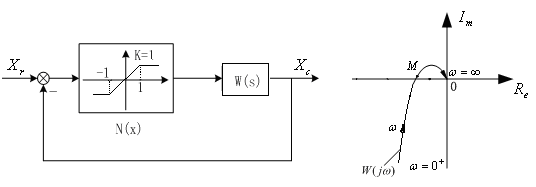 X_r
−
−1
K=1
1
N(x)
W(s)
X_c
I_m
M
ω=∞
0
R_e
ω
ω=0⁺
W(jω)